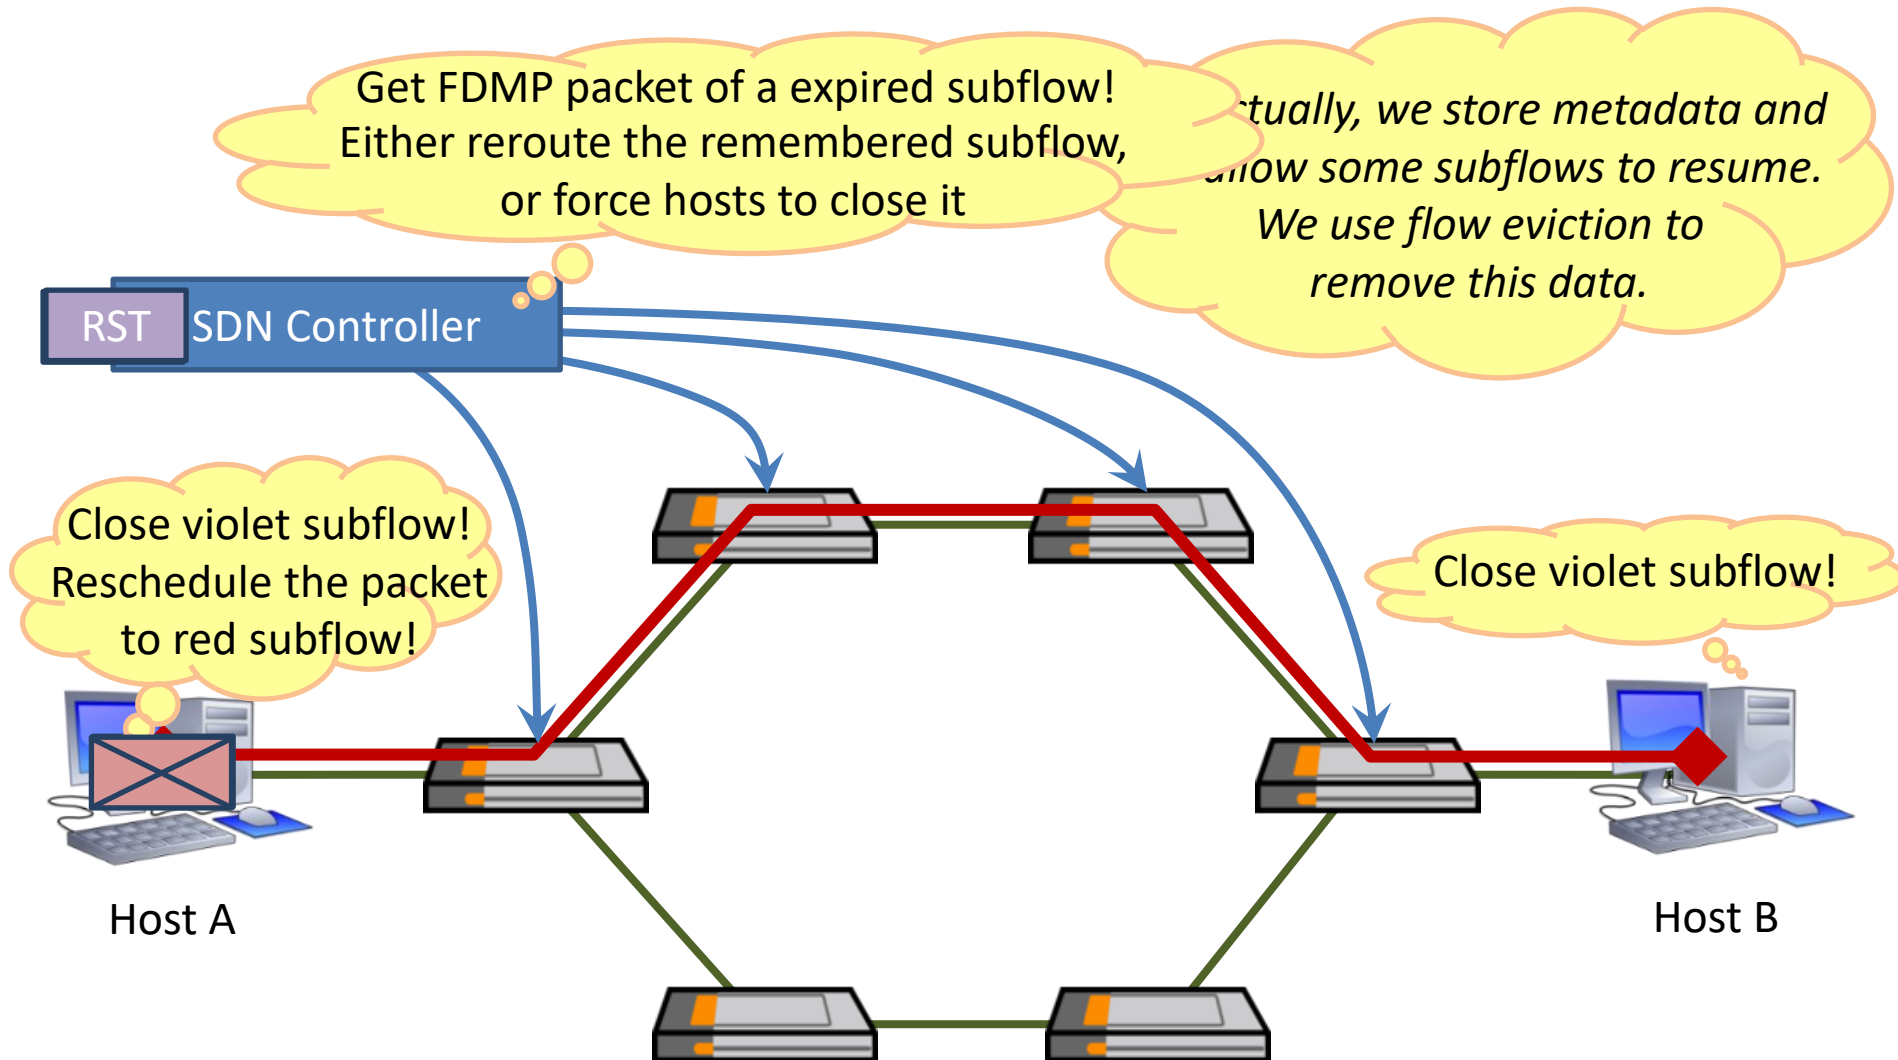 Get FDMP packet of a expired subflow!
Either reroute the remembered subflow,
or force hosts to close it
tually, we store metadata and
low some subflows to resume.
We use flow eviction to
remove this data.
RST
SDN Controller
Close violet subflow!
Reschedule the packet
to red subflow!
Close violet subflow!
Host A
Host B